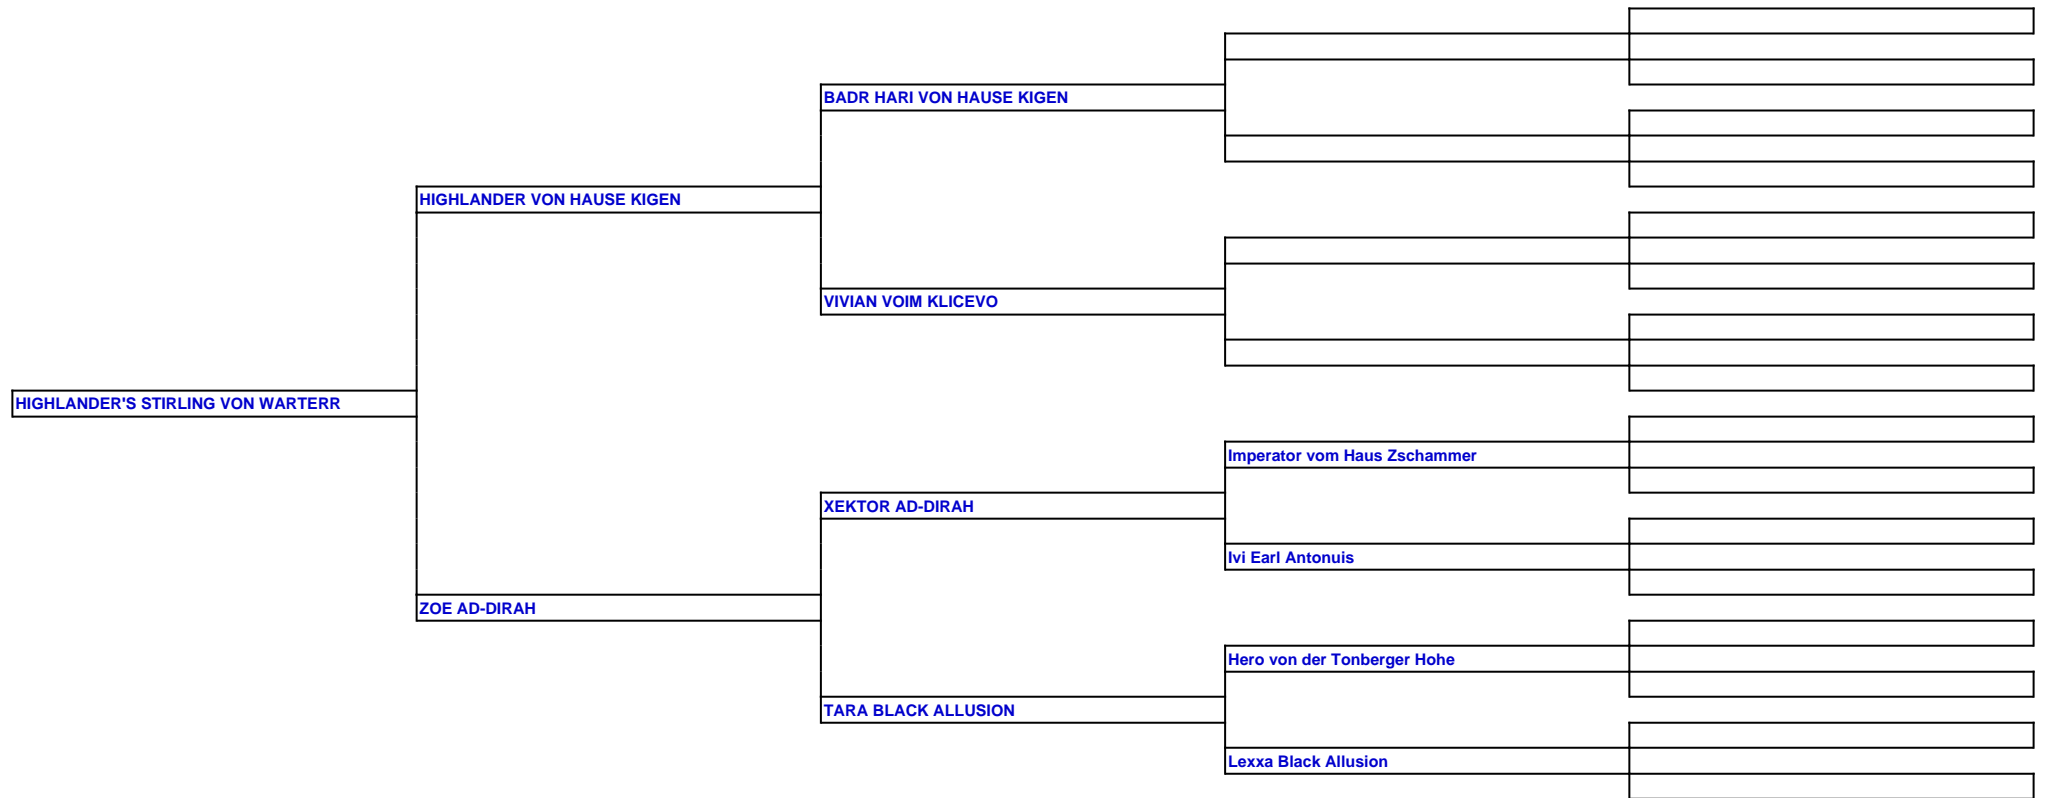 BADR HARI VON HAUSE KIGEN
HIGHLANDER VON HAUSE KIGEN
VIVIAN VOIM KLICEVO
HIGHLANDER'S STIRLING VON WARTERR
Imperator vom Haus Zschammer
XEKTOR AD-DIRAH
Ivi Earl Antonuis
ZOE AD-DIRAH
Hero von der Tonberger Hohe
TARA BLACK ALLUSION
Lexxa Black Allusion